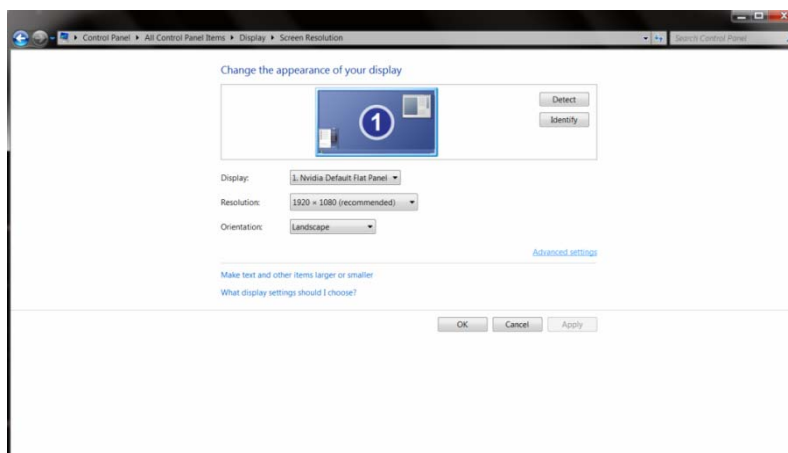 Control Panel ▸ All Control Panel Items ▸ Display ▸ Screen Resolution
Search Control Panel
Change the appearance of your display
1
Detect
Identify
Display: 1. Nvidia Default Flat Panel
Resolution: 1920 × 1080 (recommended)
Orientation: Landscape
Advanced settings
Make text and other items larger or smaller
What display settings should I choose?
OK Cancel Apply